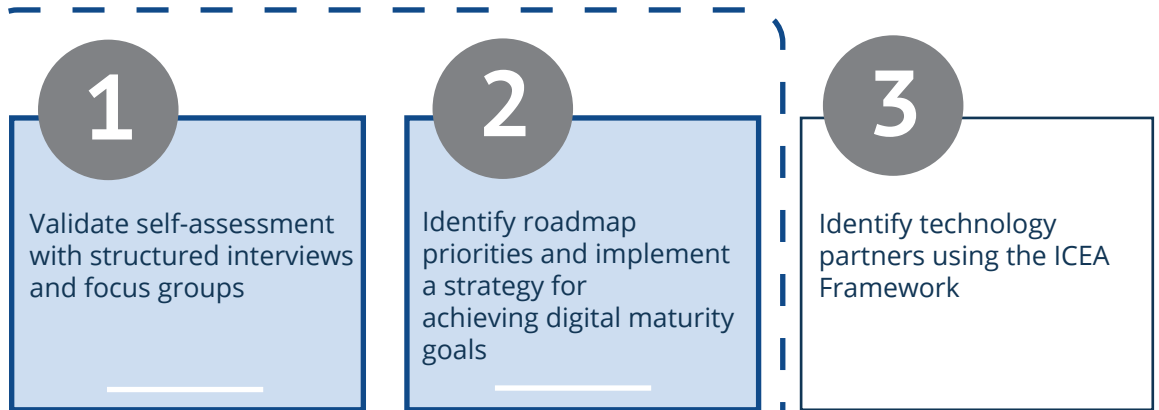 1
Validate self-assessment
with structured interviews
and focus groups
2
Identify roadmap
priorities and implement
a strategy for
achieving digital maturity
goals
3
Identify technology
partners using the ICEA
Framework